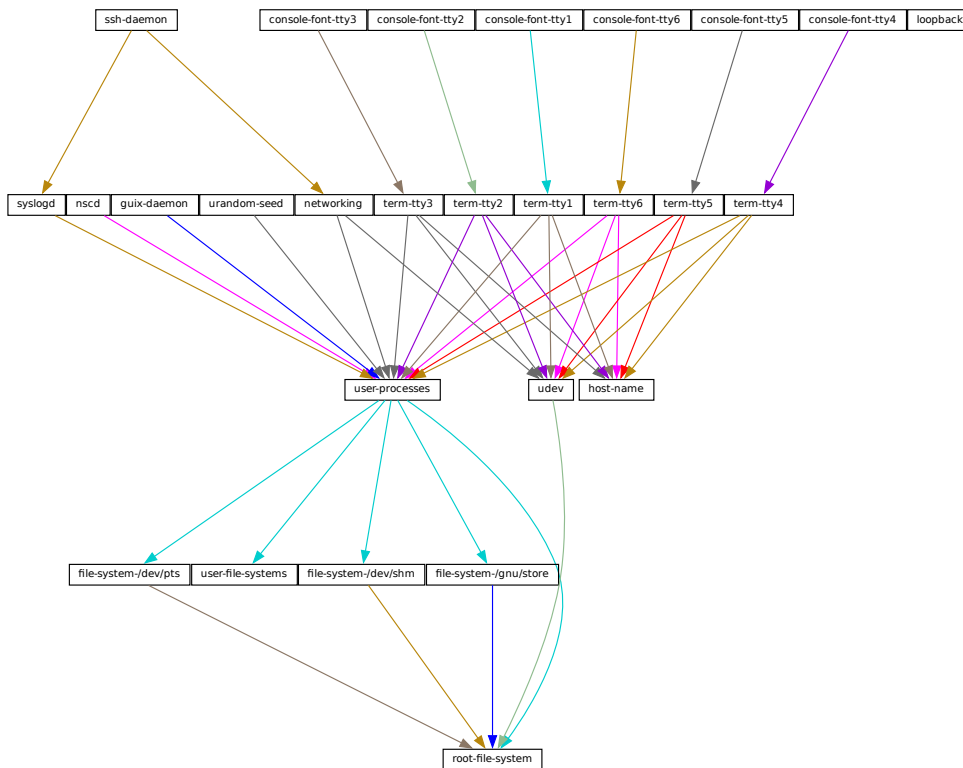 ssh-daemon
console-font-tty3
console-font-tty2
console-font-tty1
console-font-tty6
console-font-tty5
console-font-tty4
loopback
syslogd
nscd
guix-daemon
urandom-seed
networking
term-tty3
term-tty2
term-tty1
term-tty6
term-tty5
term-tty4
user-processes
udev
host-name
file-system-/dev/pts
user-file-systems
file-system-/dev/shm
file-system-/gnu/store
root-file-system